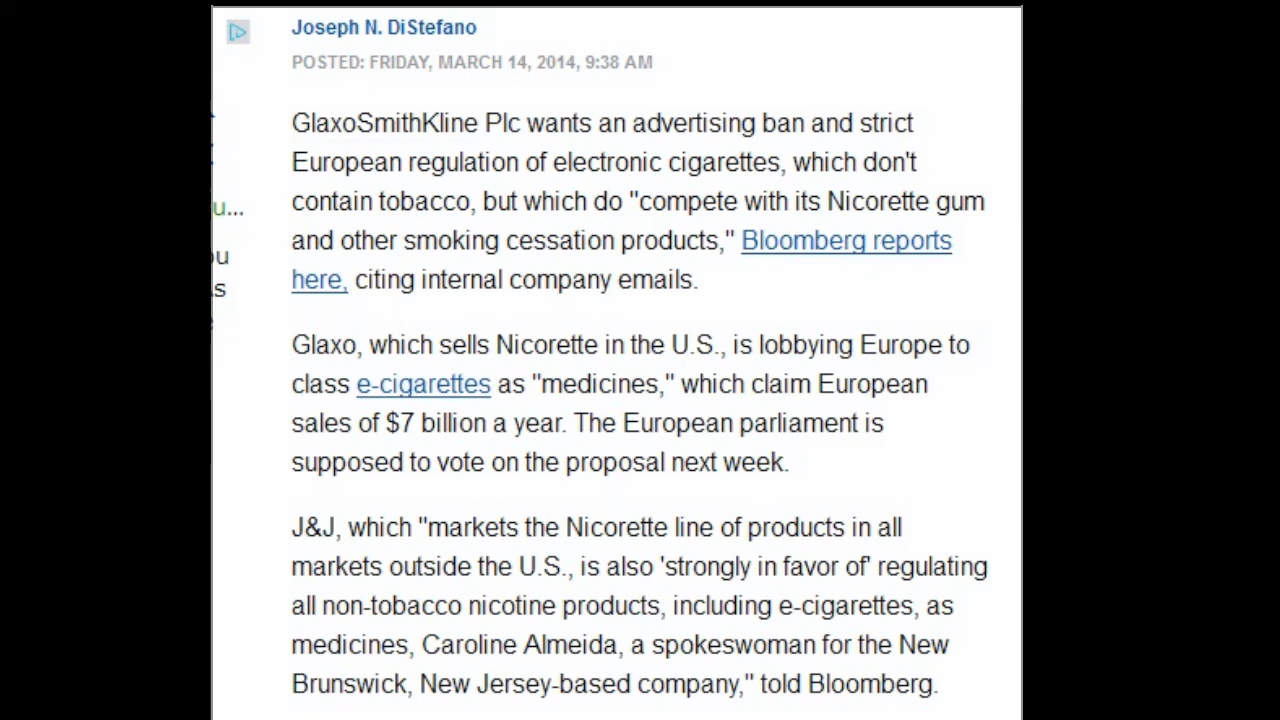 Joseph N. DiStefano
POSTED: FRIDAY, MARCH 14, 2014, 9:38 AM
GlaxoSmithKline Plc wants an advertising ban and strict
European regulation of electronic cigarettes, which don't
contain tobacco, but which do "compete with its Nicorette gum
and other smoking cessation products," Bloomberg reports
here, citing internal company emails.
Glaxo, which sells Nicorette in the U.S., is lobbying Europe to
class e-cigarettes as "medicines," which claim European
sales of $7 billion a year. The European parliament is
supposed to vote on the proposal next week.
J&J, which "markets the Nicorette line of products in all
markets outside the U.S., is also 'strongly in favor of' regulating
all non-tobacco nicotine products, including e-cigarettes, as
medicines, Caroline Almeida, a spokeswoman for the New
Brunswick, New Jersey-based company," told Bloomberg.